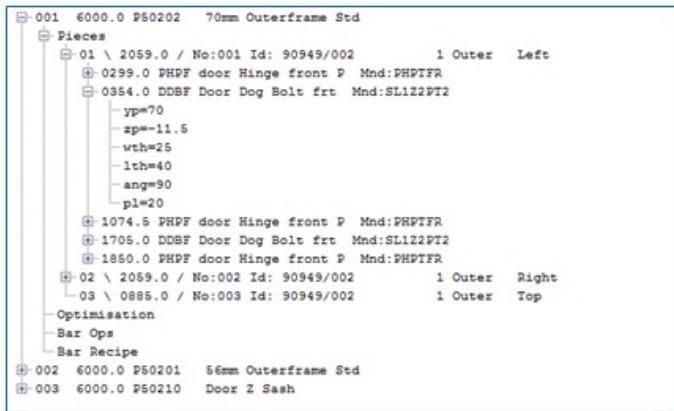 001 6000.0 P50202 70mm Outerframe Std
Pieces
01 \ 2059.0 / No:001 Id: 90949/002 1 Outer Left
0299.0 PHPF door Hinge front P Mnd:PHPTFR
0354.0 DDBF Door Dog Bolt frt Mnd:SL1Z2PT2
yp=70
zp=-11.5
wth=25
lth=40
ang=90
pl=20
1074.5 PHPF door Hinge front P Mnd:PHPTFR
1705.0 DDBF Door Dog Bolt frt Mnd:SL1Z2PT2
1850.0 PHPF door Hinge front P Mnd:PHPTFR
02 \ 2059.0 / No:002 Id: 90949/002 1 Outer Right
03 \ 0885.0 / No:003 Id: 90949/002 1 Outer Top
Optimisation
Bar Ops
Bar Recipe
002 6000.0 P50201 56mm Outerframe Std
003 6000.0 P50210 Door Z Sash